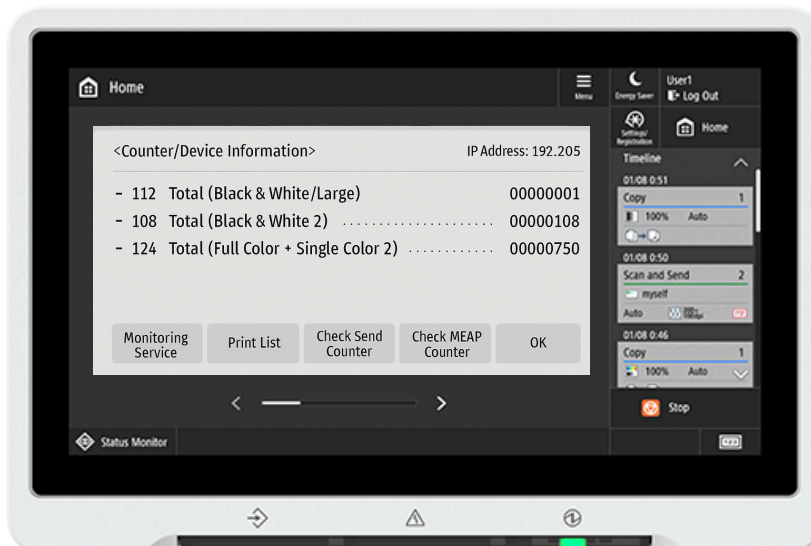 Home
Menu
Energy Saver
User1
Log Out
Settings/
Registration
Home
<Counter/Device Information>
IP Address: 192.205
- 112 Total (Black & White/Large) 00000001
- 108 Total (Black & White 2) ...................... 00000108
- 124 Total (Full Color + Single Color 2) ............ 00000750
Monitoring
Service
Print List
Check Send
Counter
Check MEAP
Counter
OK
Timeline
01/08 0:51
Copy 1
100% Auto
01/08 0:50
Scan and Send 2
myself
Auto
01/08 0:46
Copy 1
100% Auto
Stop
Status Monitor